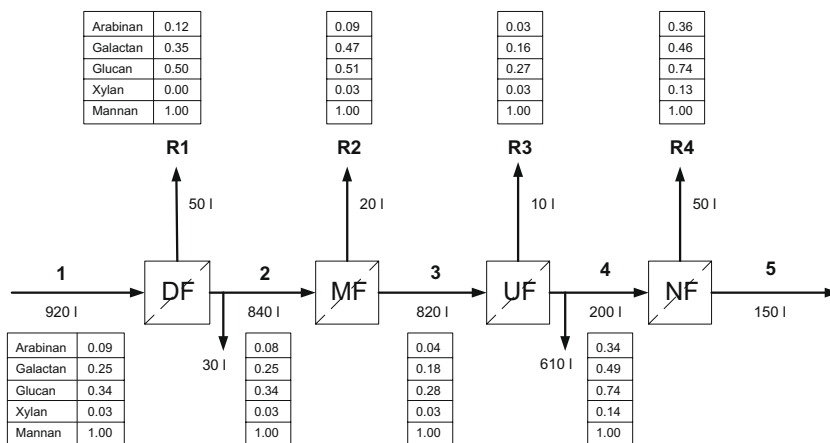 Arabinan 0.12 0.09 0.03 0.36
Galactan 0.35 0.47 0.16 0.46
Glucan 0.50 0.51 0.27 0.74
Xylan 0.00 0.03 0.03 0.13
Mannan 1.00 1.00 1.00 1.00
R1 R2 R3 R4
50 l 20 l 10 l 50 l
1 DF 2 MF 3 UF 4 NF 5
920 l 840 l 820 l 200 l 150 l
30 l 610 l
Arabinan 0.09 0.08 0.04 0.34
Galactan 0.25 0.25 0.18 0.49
Glucan 0.34 0.34 0.28 0.74
Xylan 0.03 0.03 0.03 0.14
Mannan 1.00 1.00 1.00 1.00